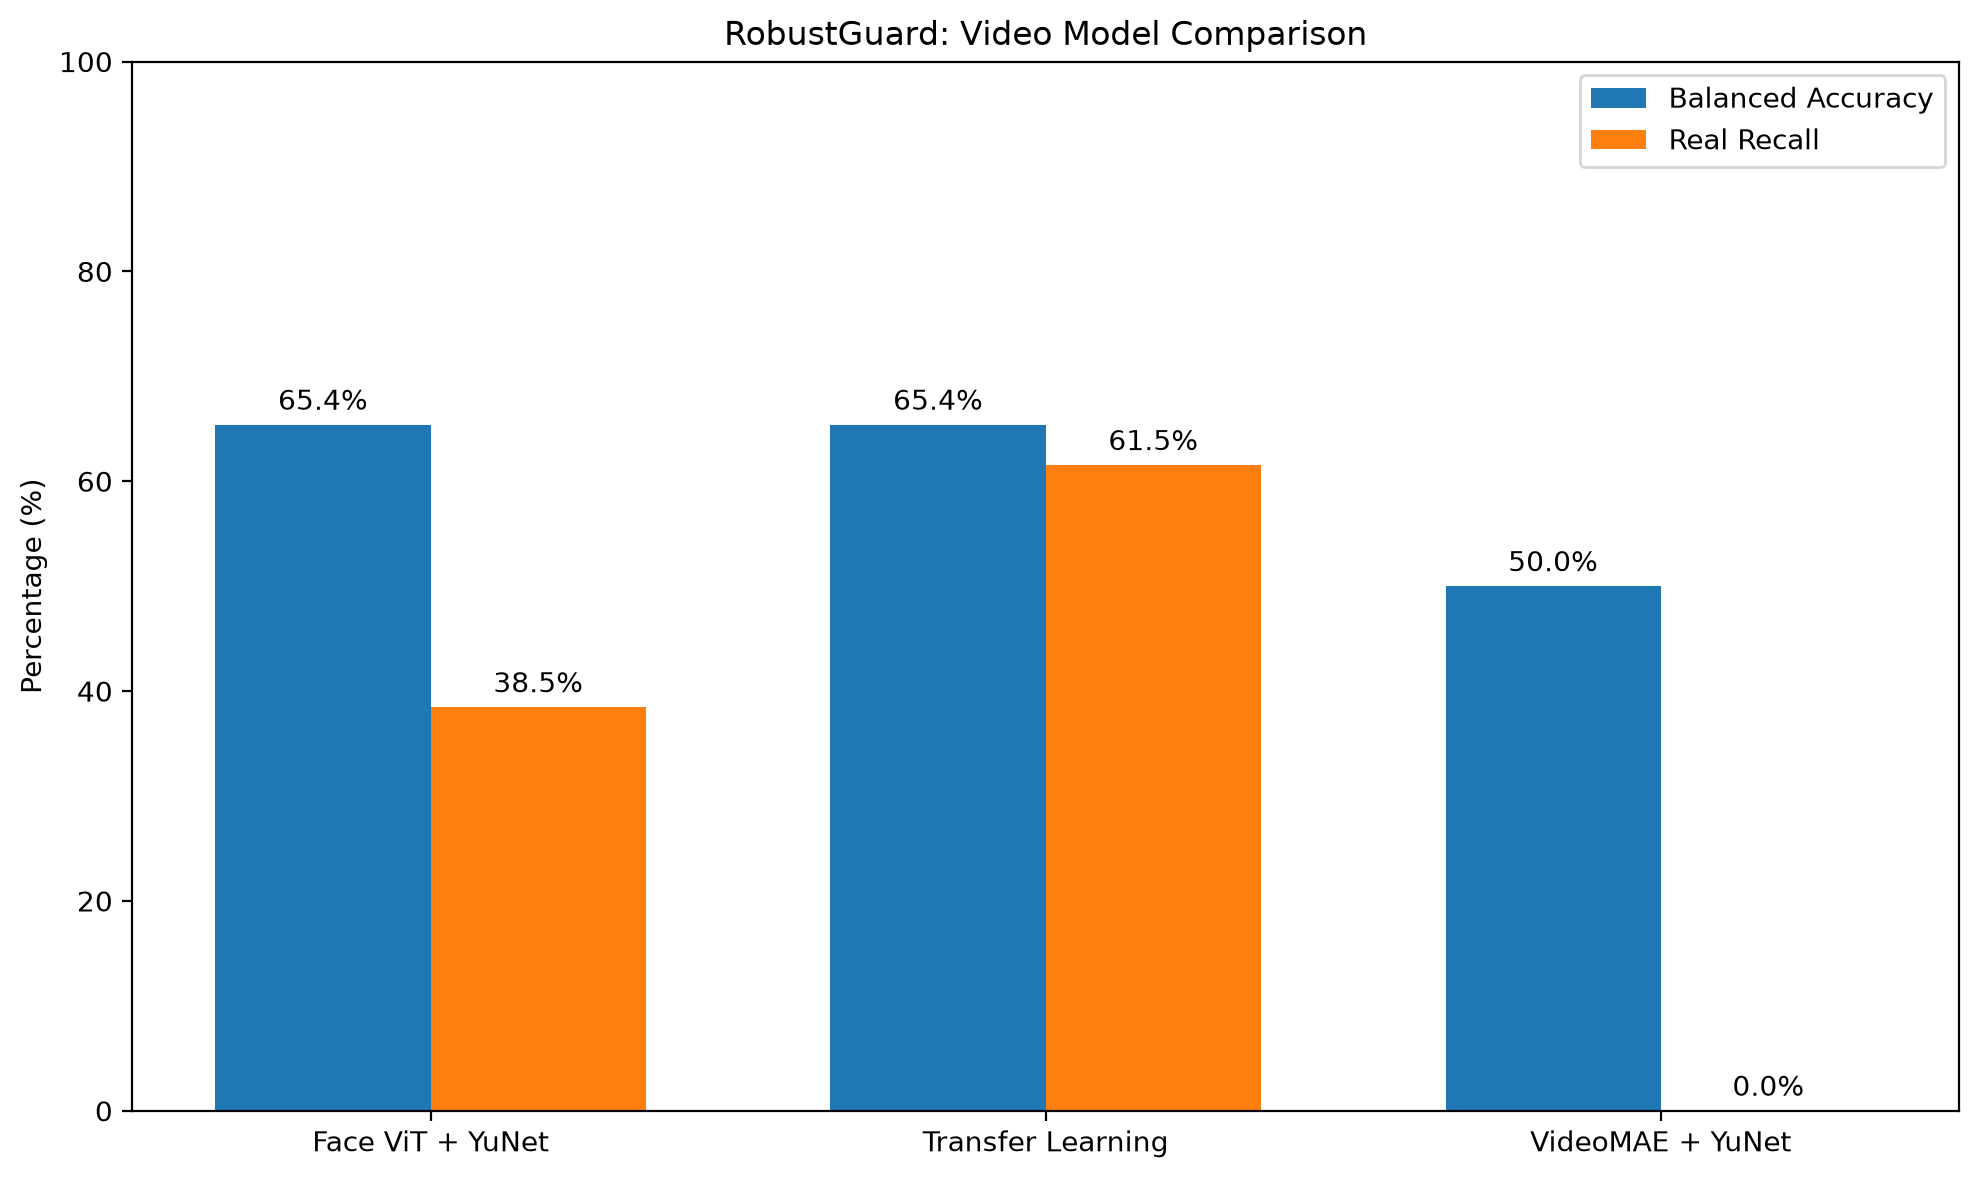 RobustGuard: Video Model Comparison
Balanced Accuracy
Real Recall
Percentage (%)
100
80
60
40
20
0
65.4%
38.5%
65.4%
61.5%
50.0%
0.0%
Face ViT + YuNet
Transfer Learning
VideoMAE + YuNet